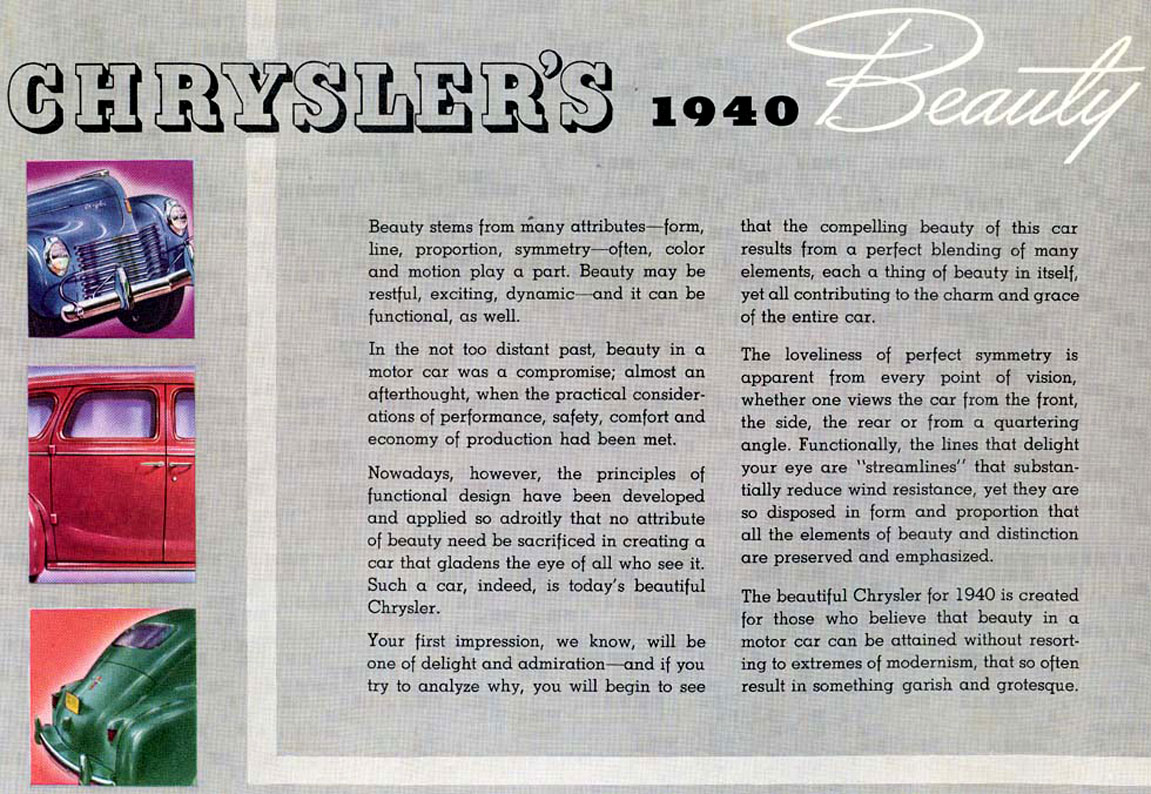 CHRYSLER'S 1940 Beauty
Beauty stems from many attributes—form,
line, proportion, symmetry—often, color
and motion play a part. Beauty may be
restful, exciting, dynamic—and it can be
functional, as well.
In the not too distant past, beauty in a
motor car was a compromise; almost an
afterthought, when the practical consider-
ations of performance, safety, comfort and
economy of production had been met.
Nowadays, however, the principles of
functional design have been developed
and applied so adroitly that no attribute
of beauty need be sacrificed in creating a
car that gladens the eye of all who see it.
Such a car, indeed, is today's beautiful
Chrysler.
Your first impression, we know, will be
one of delight and admiration—and if you
try to analyze why, you will begin to see
that the compelling beauty of this car
results from a perfect blending of many
elements, each a thing of beauty in itself,
yet all contributing to the charm and grace
of the entire car.
The loveliness of perfect symmetry is
apparent from every point of vision,
whether one views the car from the front,
the side, the rear or from a quartering
angle. Functionally, the lines that delight
your eye are "streamlines" that substan-
tially reduce wind resistance, yet they are
so disposed in form and proportion that
all the elements of beauty and distinction
are preserved and emphasized.
The beautiful Chrysler for 1940 is created
for those who believe that beauty in a
motor car can be attained without resort-
ing to extremes of modernism, that so often
result in something garish and grotesque.